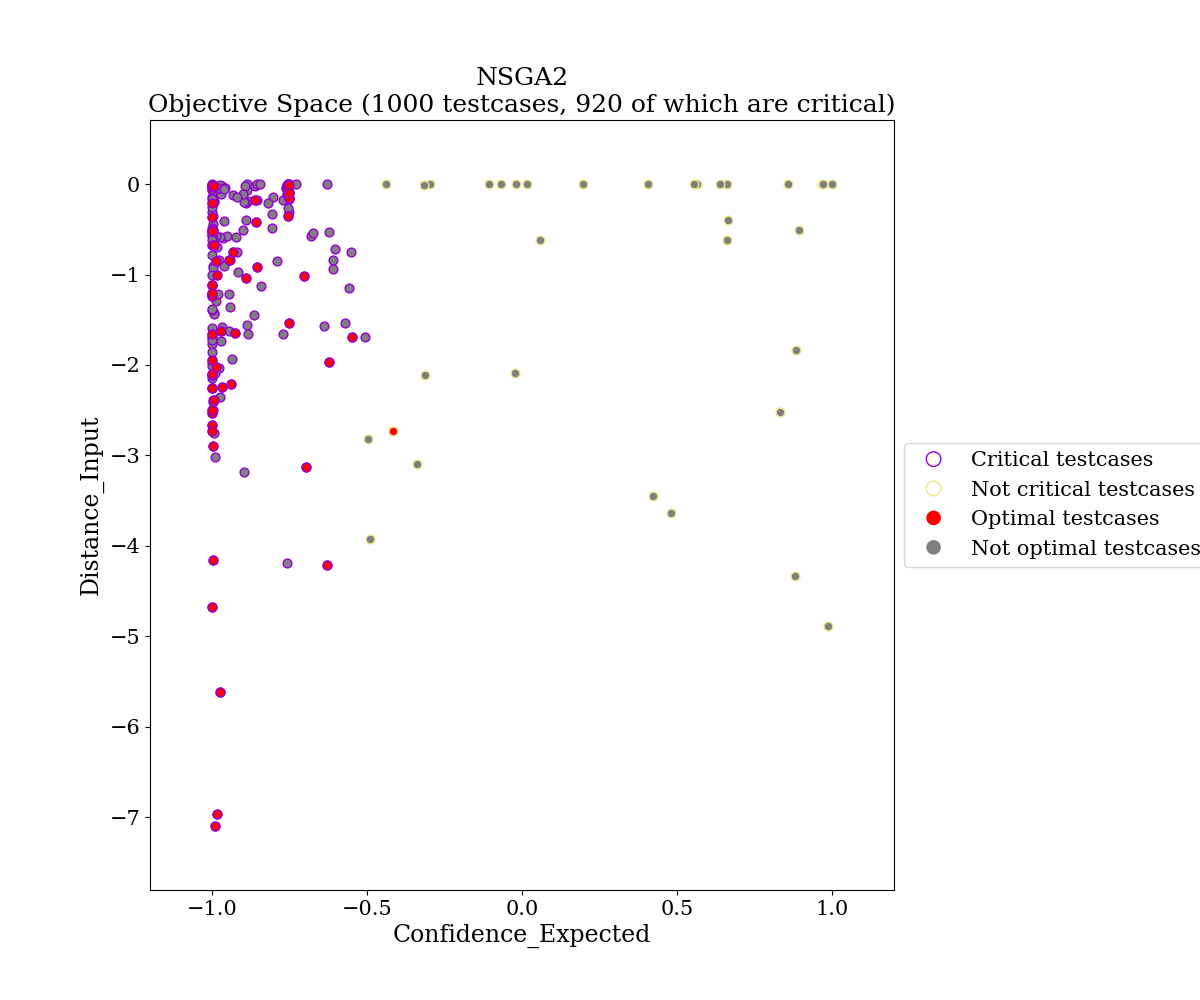 NSGA2
Objective Space (1000 testcases, 920 of which are critical)
0
−1
−2
−3
−4
−5
−6
−7
Distance_Input
−1.0
−0.5
0.0
0.5
1.0
Confidence_Expected
Critical testcases
Not critical testcases
Optimal testcases
Not optimal testcases